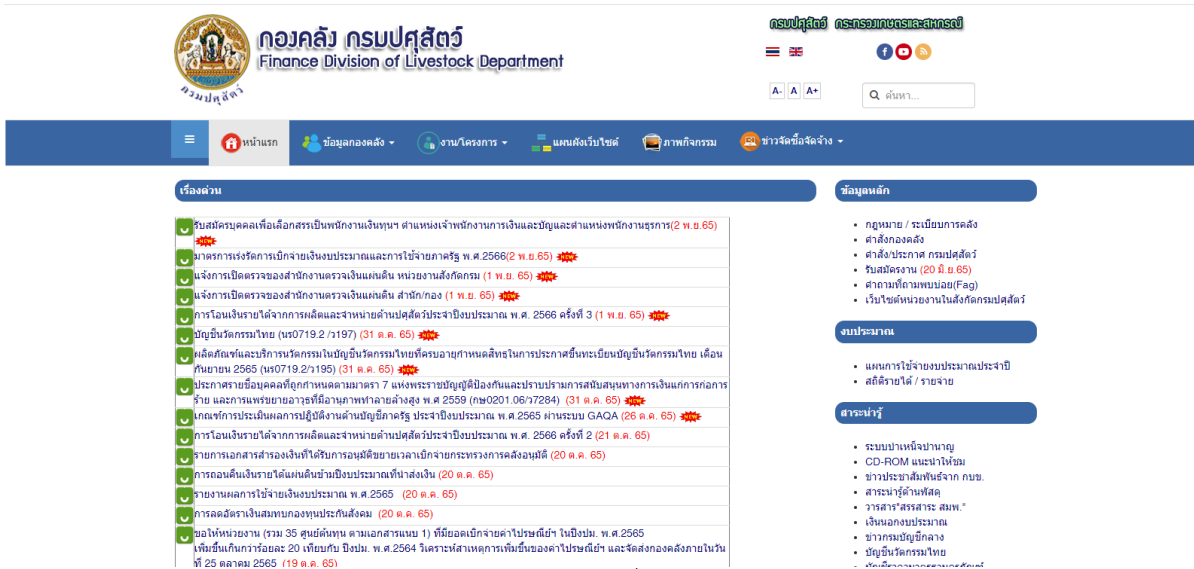 กรมปศุสัตว์ กระทรวงเกษตรและสหกรณ์
กองคลัง กรมปศุสัตว์
Finance Division of Livestock Department
กรมปศุสัตว์
A- A A+
ค้นหา...
หน้าแรก ข้อมูลกองคลัง งาน/โครงการ แผนผังเว็บไซต์ ภาพกิจกรรม ข่าวจัดซื้อจัดจ้าง
เรื่องด่วน
รับสมัครบุคคลเพื่อเลือกสรรเป็นพนักงานเงินทุนฯ ตำแหน่งเจ้าพนักงานการเงินและบัญชีและตำแหน่งพนักงานธุรการ(2 พ.ย.65)
NEW
มาตรการเร่งรัดการเบิกจ่ายเงินงบประมาณและการใช้จ่ายภาครัฐ พ.ศ.2566(2 พ.ย.65) NEW
แจ้งการเปิดตรวจของสำนักงานตรวจเงินแผ่นดิน หน่วยงานสังกัดกรม (1 พ.ย. 65) NEW
แจ้งการเปิดตรวจของสำนักงานตรวจเงินแผ่นดิน สำนัก/กอง (1 พ.ย. 65) NEW
การโอนเงินรายได้จากการผลิตและจำหน่ายด้านปศุสัตว์ประจำปีงบประมาณ พ.ศ. 2566 ครั้งที่ 3 (1 พ.ย. 65) NEW
บัญชีนวัตกรรมไทย (นร0719.2 /ว197) (31 ต.ค. 65) NEW
ผลิตภัณฑ์และบริการนวัตกรรมในบัญชีนวัตกรรมไทยที่ครบอายุกำหนดสิทธฺในการประกาศขึ้นทะเบียนบัญชีนวัตกรรมไทย เดือน
กันยายน 2565 (นร0719.2/ว195) (31 ต.ค. 65) NEW
ประกาศรายชื่อบุคคลที่ถูกกำหนดตามมาตรา 7 แห่งพระราชบัญญัติป้องกันและปราบปรามการสนับสนุนทางการเงินแก่การก่อการ
ร้าย และการแพร่ขยายอาวุธที่มีอานุภาพทำลายล้างสูง พ.ศ 2559 (กษ0201.06/ว7284) (31 ต.ค. 65) NEW
เกณฑ์การประเมินผลการปฏิบัติงานด้านบัญชีภาครัฐ ประจำปีงบประมาณ พ.ศ.2565 ผ่านระบบ GAQA (26 ต.ค. 65) NEW
การโอนเงินรายได้จากการผลิตและจำหน่ายด้านปศุสัตว์ประจำปีงบประมาณ พ.ศ. 2566 ครั้งที่ 2 (21 ต.ค. 65)
รายการเอกสารสำรองเงินที่ได้รับการอนุมัติขยายเวลาเบิกจ่ายกระทรวงการคลังอนุมัติ (20 ต.ค. 65)
การถอนคืนเงินรายได้แผ่นดินข้ามปีงบประมาณที่นำส่งเงิน (20 ต.ค. 65)
รายงานผลการใช้จ่ายเงินงบประมาณ พ.ศ.2565 (20 ต.ค. 65)
การลดอัตราเงินสมทบกองทุนประกันสังคม (20 ต.ค. 65)
ขอให้หน่วยงาน (รวม 35 ศูนย์ต้นทุน ตามเอกสารแนบ 1) ที่มียอดเบิกจ่ายค่าไปรษณีย์ฯ ในปีงปม. พ.ศ.2565
เพิ่มขึ้นเกินกว่าร้อยละ 20 เทียบกับ ปีงปม. พ.ศ.2564 วิเคราะห์สาเหตุการเพิ่มขึ้นของค่าไปรษณีย์ฯ และจัดส่งกองคลังภายในวัน
ที่ 25 ตุลาคม 2565 (19 ต.ค. 65)
ข้อมูลหลัก
กฎหมาย / ระเบียบการคลัง
คำสั่งกองคลัง
คำสั่ง/ประกาศ กรมปศุสัตว์
รับสมัครงาน (20 มิ.ย.65)
คำถามที่ถามพบบ่อย(Fag)
เว็บไซต์หน่วยงานในสังกัดกรมปศุสัตว์
งบประมาณ
แผนการใช้จ่ายงบประมาณประจำปี
สถิติรายได้ / รายจ่าย
สาระน่ารู้
ระบบบำเหน็จบำนาญ
CD-ROM แนะนำให้ชม
ข่าวประชาสัมพันธ์จาก กบข.
สาระน่ารู้ด้านพัสดุ
วารสาร"สรรสาระ สมพ."
เงินนอกงบประมาณ
ข่าวกรมบัญชีกลาง
บัญชีนวัตกรรมไทย